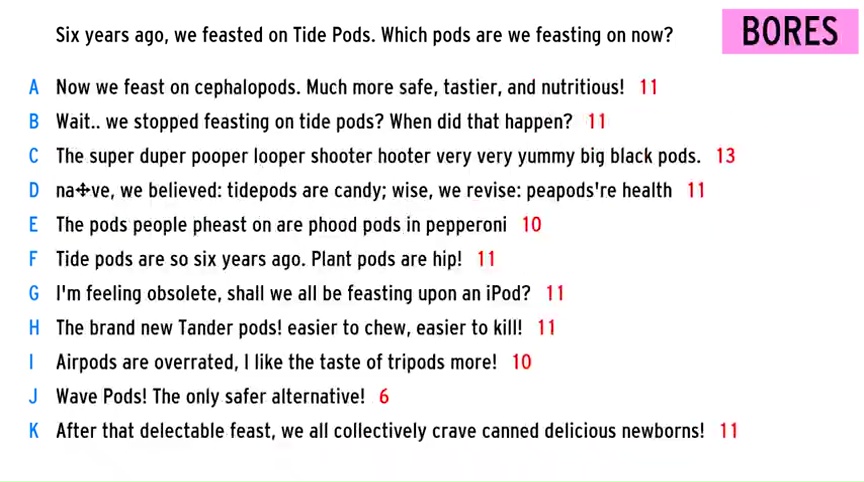 Six years ago, we feasted on Tide Pods. Which pods are we feasting on now?
BORES
A Now we feast on cephalopods. Much more safe, tastier, and nutritious! 11
B Wait.. we stopped feasting on tide pods? When did that happen? 11
C The super duper pooper looper shooter hooter very very yummy big black pods. 13
D na✢ve, we believed: tidepods are candy; wise, we revise: peapods're health 11
E The pods people pheast on are phood pods in pepperoni 10
F Tide pods are so six years ago. Plant pods are hip! 11
G I'm feeling obsolete, shall we all be feasting upon an iPod? 11
H The brand new Tander pods! easier to chew, easier to kill! 11
I Airpods are overrated, I like the taste of tripods more! 10
J Wave Pods! The only safer alternative! 6
K After that delectable feast, we all collectively crave canned delicious newborns! 11